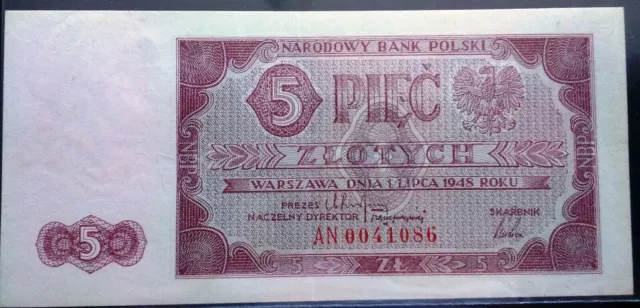 NARODOWY BANK POLSKI
5 PIĘĆ
ZŁOTYCH
NBP NBP
WARSZAWA DNIA 1 LIPCA 1948 ROKU
PREZES
NACZELNY DYREKTOR
SKARBNIK
AN 0041086
5
5 ZŁ 5